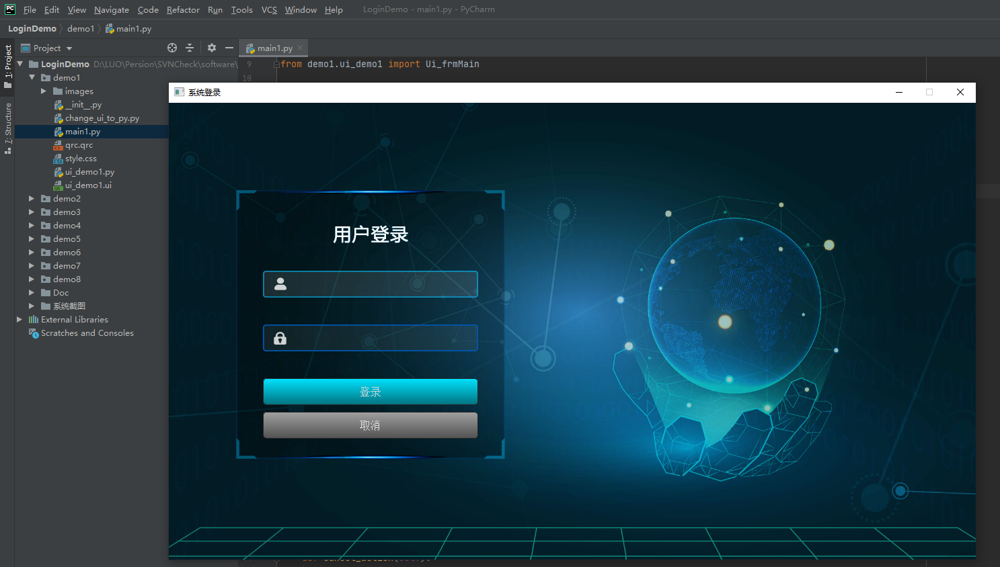 PC File Edit View Navigate Code Refactor Run Tools VCS Window Help LoginDemo - main1.py - PyCharm
LoginDemo demo1 main1.py
1: Project
7: Structure
Project
LoginDemo D:\LUO\Persion\SVNCheck\software\
demo1
images
__init__.py
change_ui_to_py.py
main1.py
qrc.qrc
style.css
ui_demo1.py
ui_demo1.ui
demo2
demo3
demo4
demo5
demo6
demo7
demo8
Doc
系统截图
External Libraries
Scratches and Consoles
main1.py
9 from demo1.ui_demo1 import Ui_frmMain
10
系统登录
用户登录
登录
取消